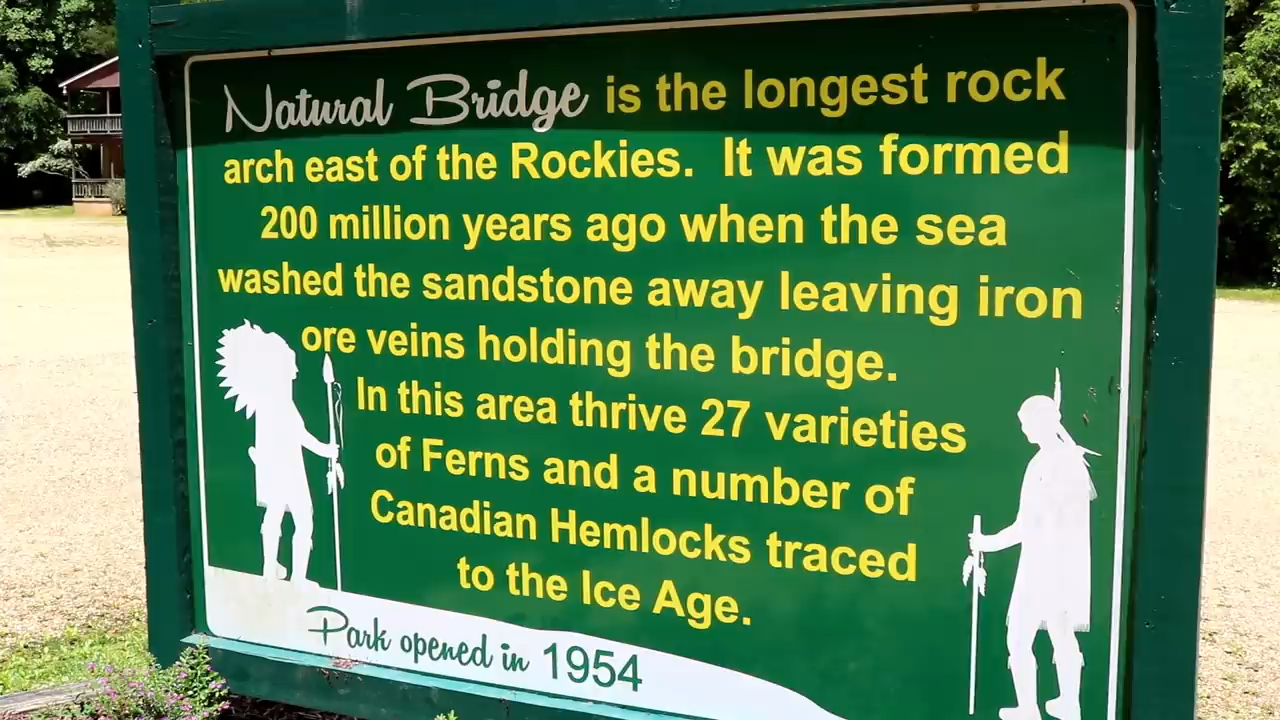 Natural Bridge is the longest rock
arch east of the Rockies. It was formed
200 million years ago when the sea
washed the sandstone away leaving iron
ore veins holding the bridge.
In this area thrive 27 varieties
of Ferns and a number of
Canadian Hemlocks traced
to the Ice Age.
Park opened in 1954